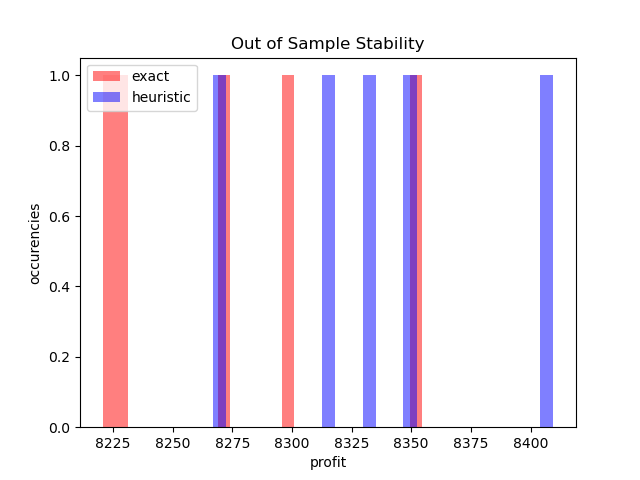 Out of Sample Stability
exact
heuristic
1.0
0.8
0.6
0.4
0.2
0.0
occurencies
8225 8250 8275 8300 8325 8350 8375 8400
profit